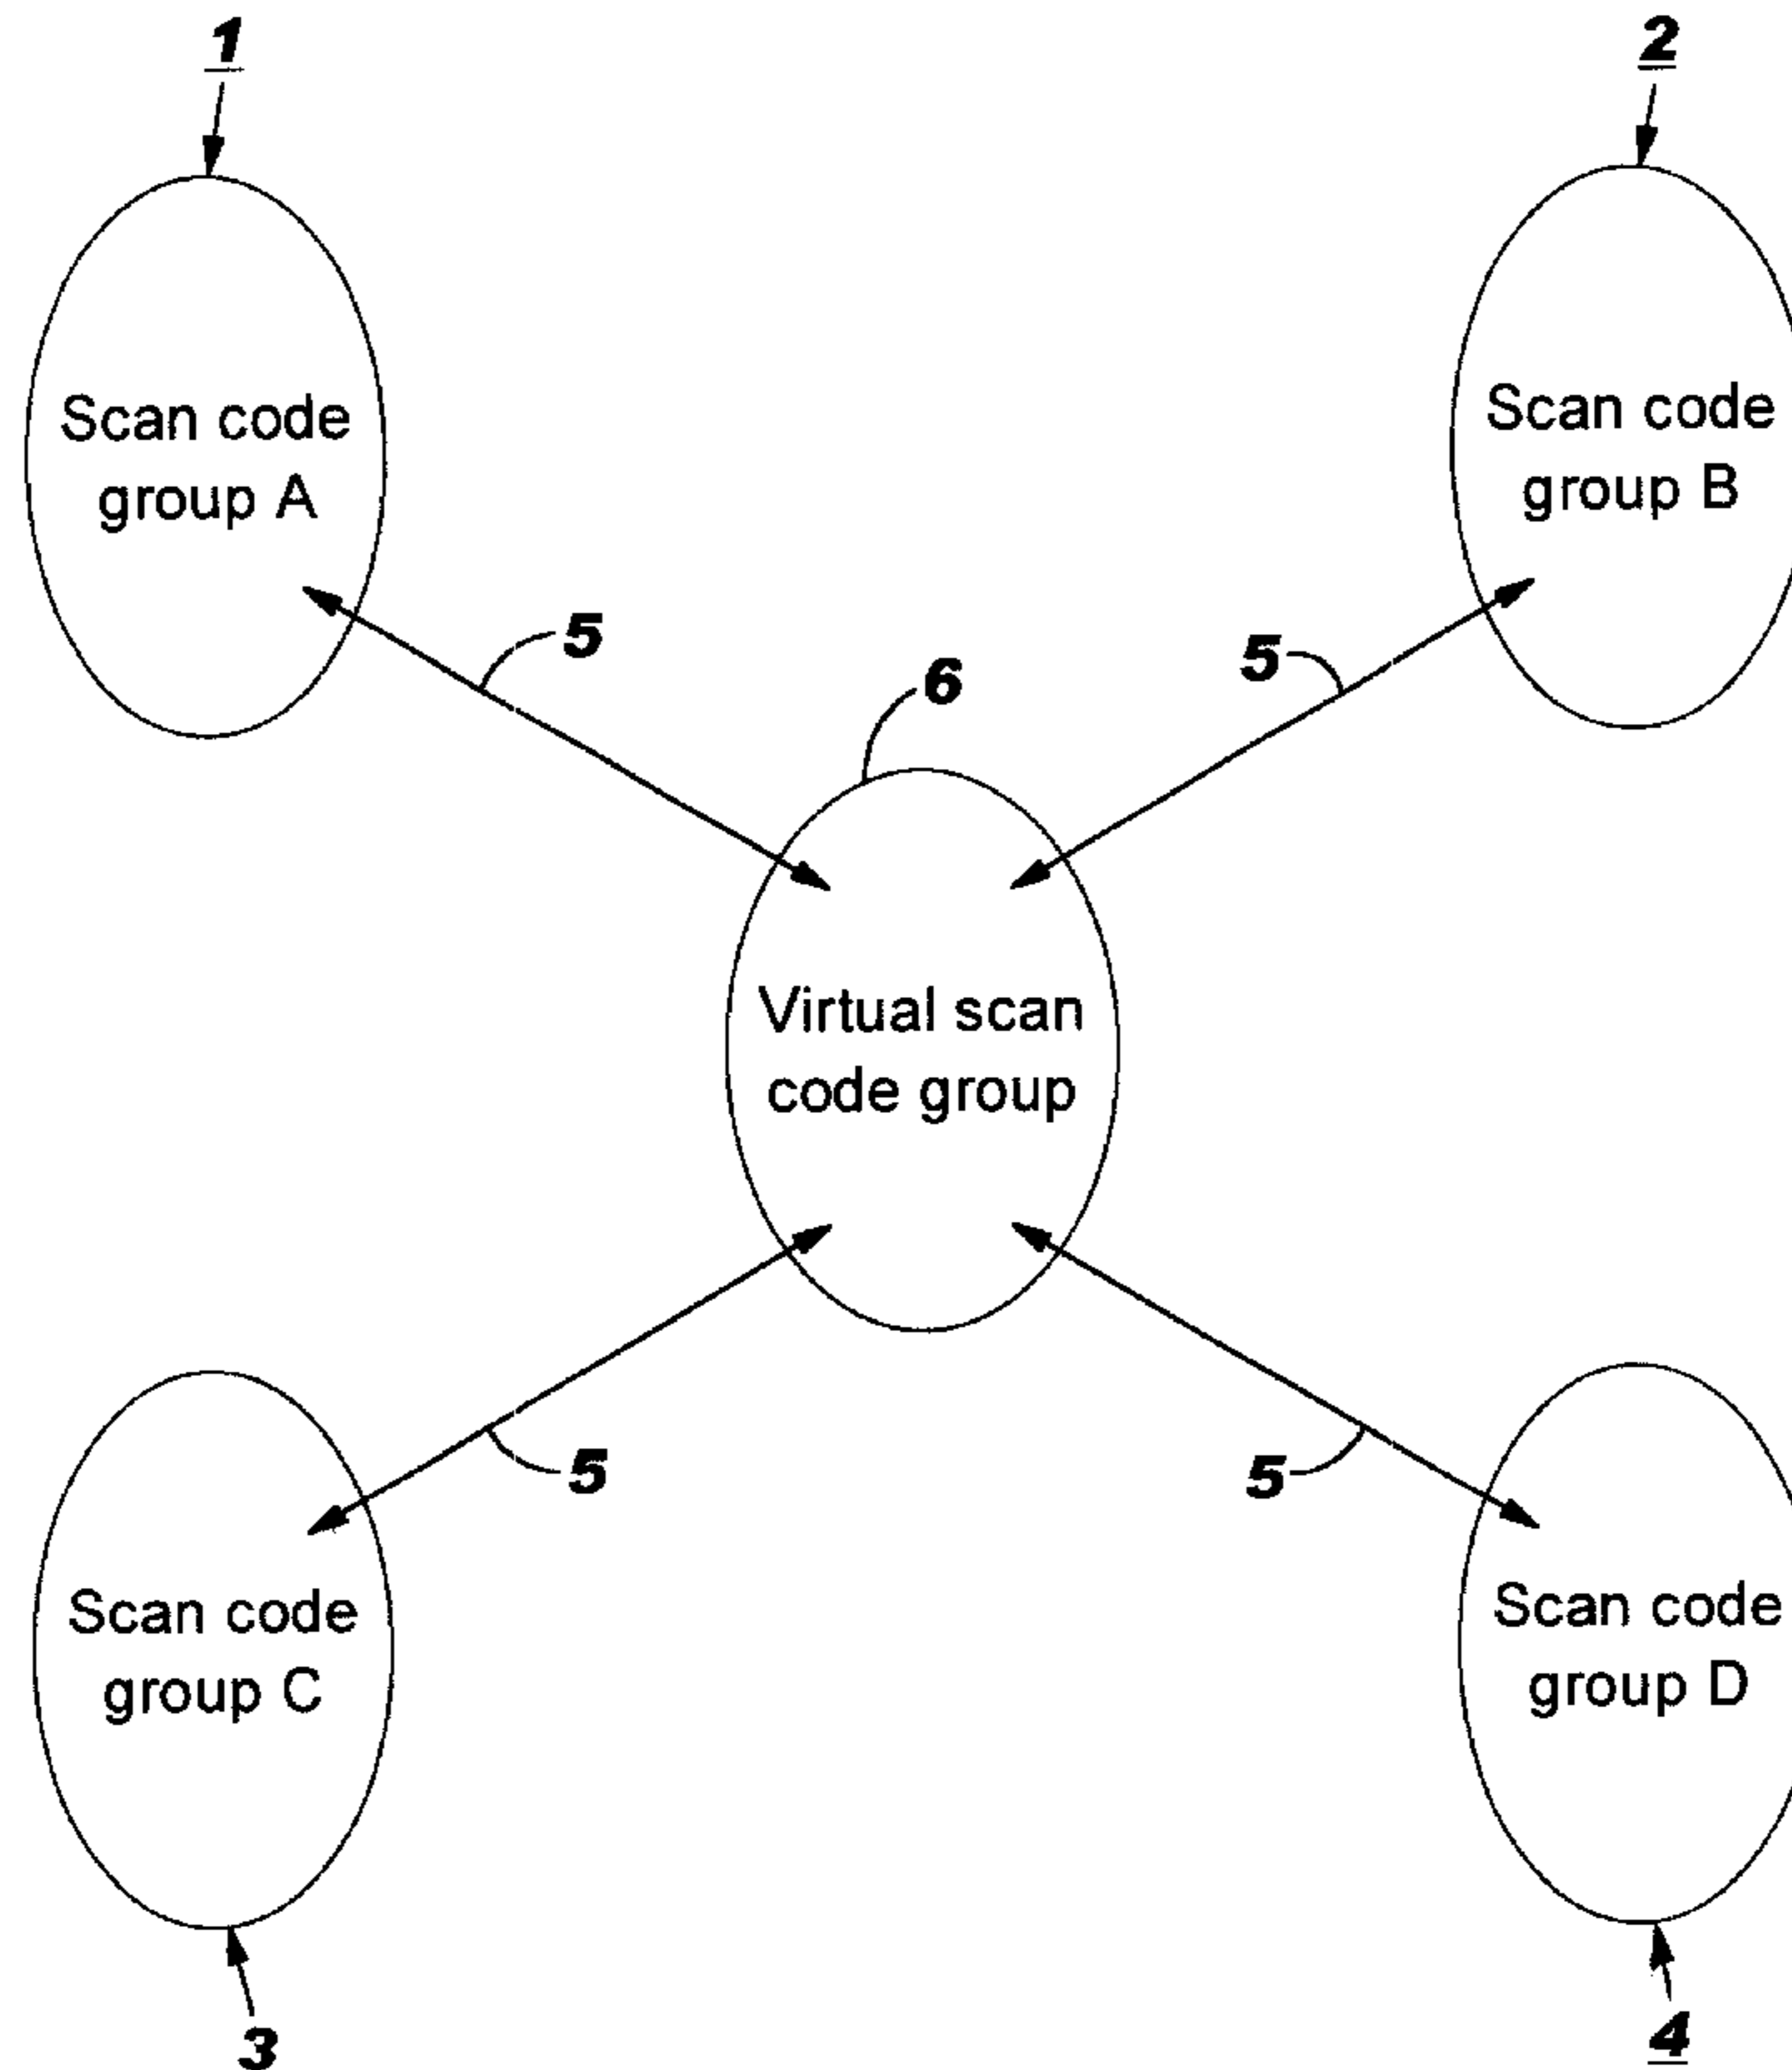 1
2
Scan code
group A
Scan code
group B
5
5
6
Virtual scan
code group
5
5
Scan code
group C
Scan code
group D
3
4